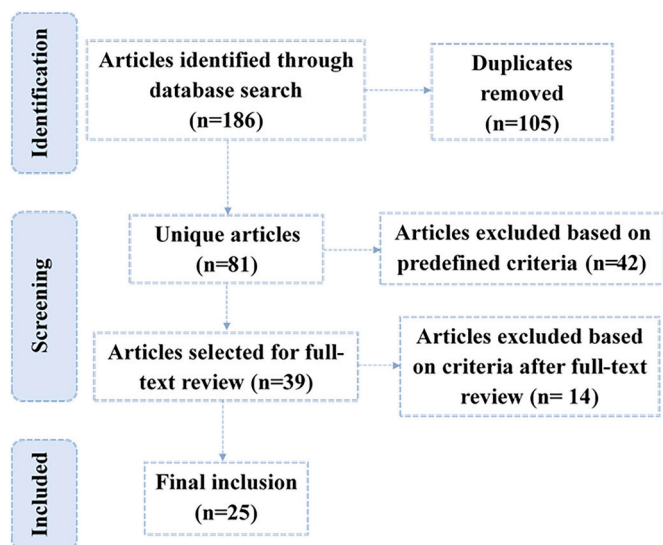 Identification
Articles identified through
database search
(n=186)
Duplicates
removed
(n=105)
Screening
Unique articles
(n=81)
Articles excluded based on
predefined criteria (n=42)
Articles selected for full-
text review (n=39)
Articles excluded based
on criteria after full-text
review (n= 14)
Included
Final inclusion
(n=25)